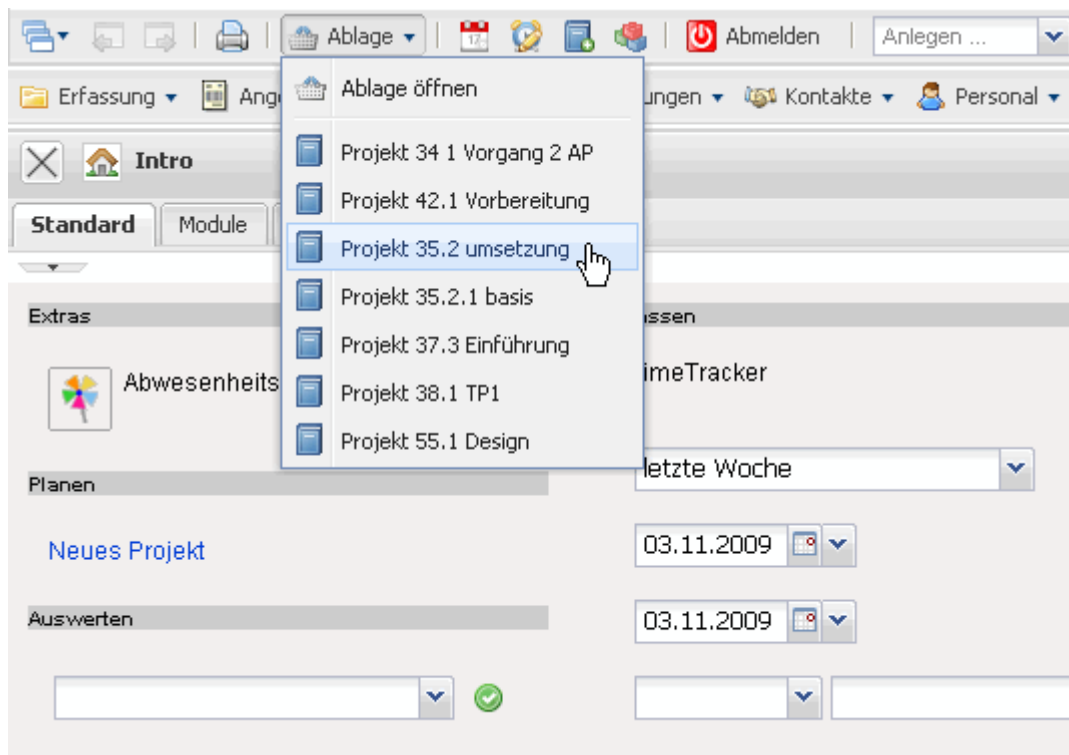 Ablage
Abmelden
Anlegen ...
Erfassung
Kontakte
Personal
Ablage öffnen
Projekt 34 1 Vorgang 2 AP
Projekt 42.1 Vorbereitung
Projekt 35.2 umsetzung
Projekt 35.2.1 basis
Projekt 37.3 Einführung
Projekt 38.1 TP1
Projekt 55.1 Design
Intro
Standard
Module
Extras
Abwesenheits
imeTracker
letzte Woche
Planen
Neues Projekt
03.11.2009
Auswerten
03.11.2009